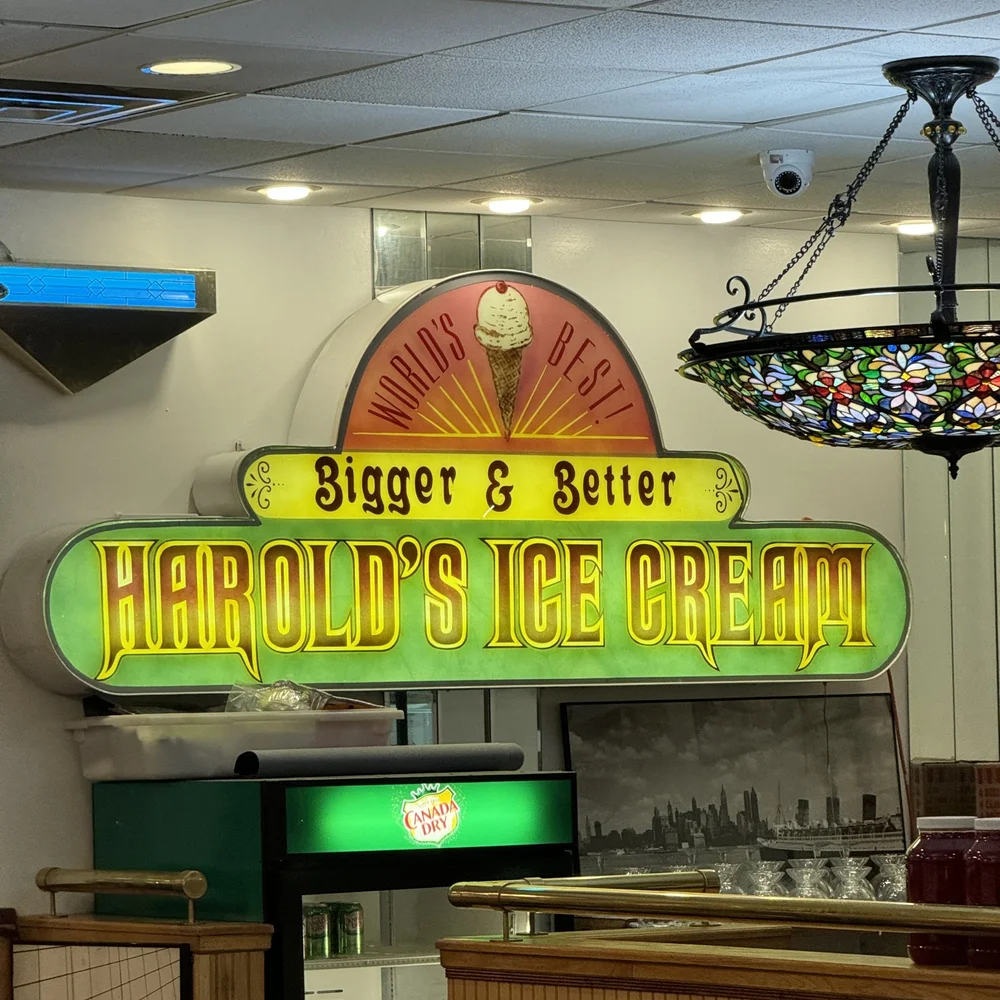 WORLD'S BEST!
Bigger & Better
HAROLD'S ICE CREAM
CANADA
DRY